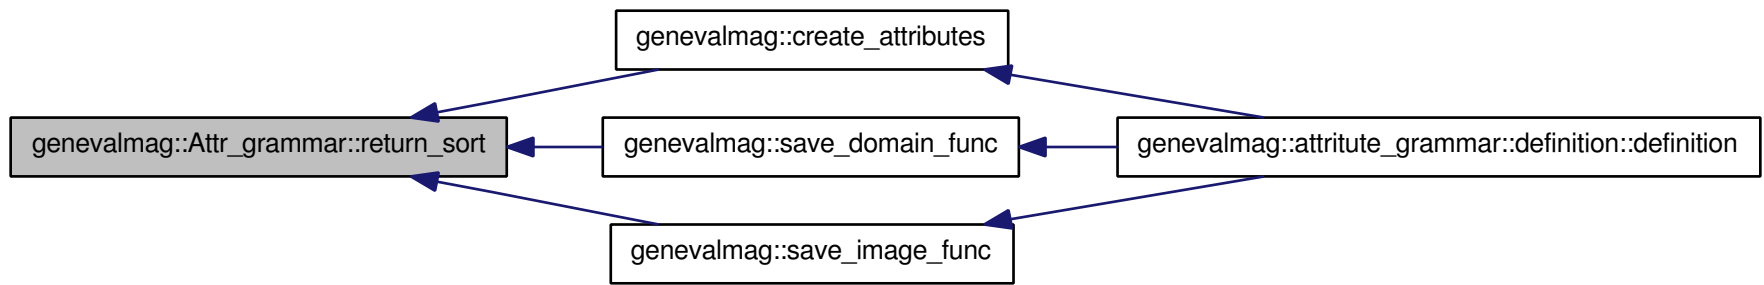 genevalmag::create_attributes
genevalmag::Attr_grammar::return_sort
genevalmag::save_domain_func
genevalmag::attritute_grammar::definition::definition
genevalmag::save_image_func